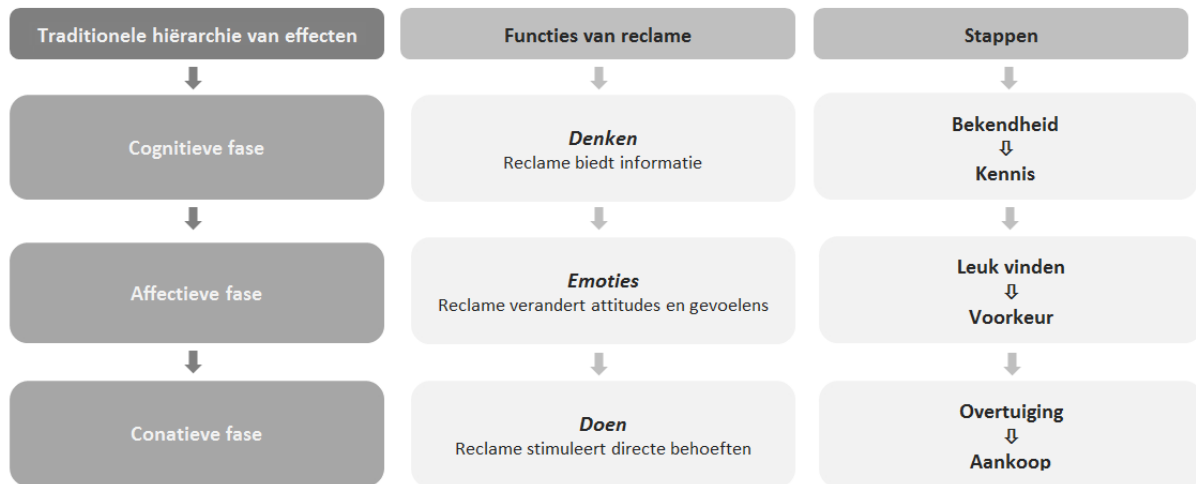 Traditionele hiërarchie van effecten
Functies van reclame
Stappen
Cognitieve fase
Denken
Reclame biedt informatie
Bekendheid
⇩
Kennis
Affectieve fase
Emoties
Reclame verandert attitudes en gevoelens
Leuk vinden
⇩
Voorkeur
Conatieve fase
Doen
Reclame stimuleert directe behoeften
Overtuiging
⇩
Aankoop